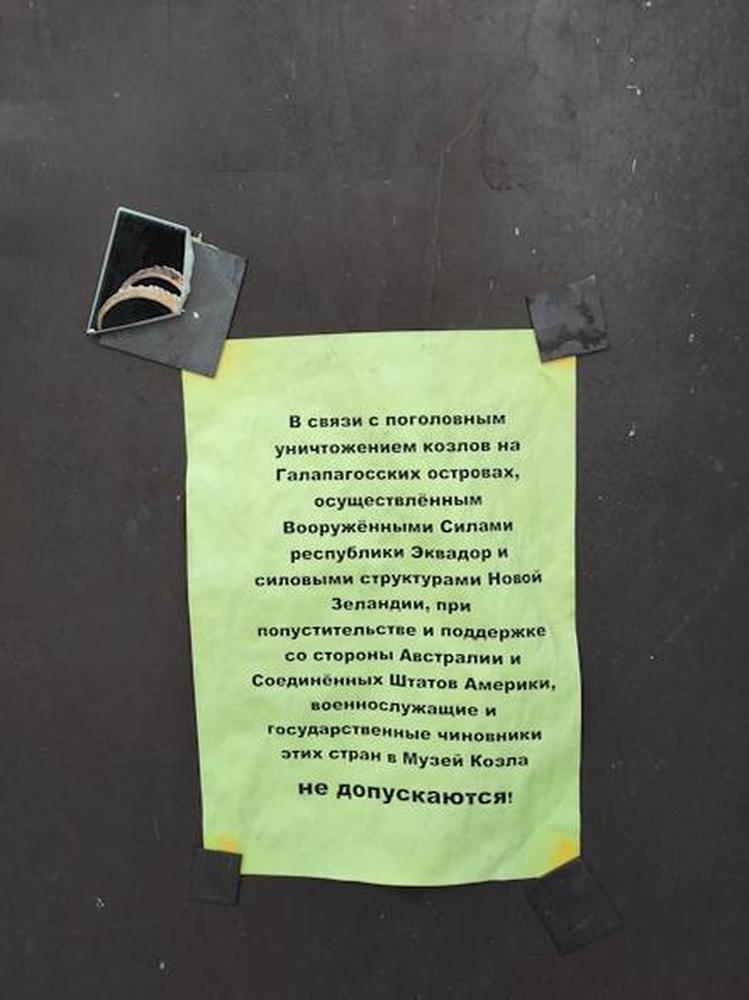 В связи с поголовным
уничтожением козлов на
Галапагосских островах,
осуществлённым
Вооружёнными Силами
республики Эквадор и
силовыми структурами Новой
Зеландии, при
попустительстве и поддержке
со стороны Австралии и
Соединённых Штатов Америки,
военнослужащие и
государственные чиновники
этих стран в Музей Козла
не допускаются!